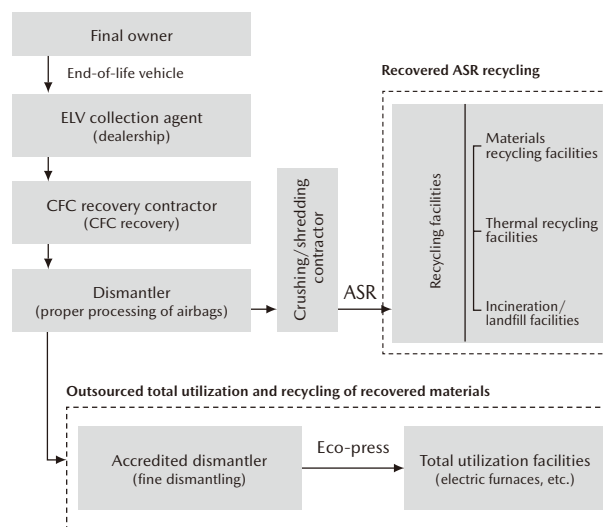 Final owner
End-of-life vehicle
ELV collection agent
(dealership)
CFC recovery contractor
(CFC recovery)
Dismantler
(proper processing of airbags)
Crushing/shredding
contractor
ASR
Recovered ASR recycling
Recycling facilities
Materials
recycling facilities
Thermal recycling
facilities
Incineration/
landfill facilities
Outsourced total utilization and recycling of recovered materials
Accredited dismantler
(fine dismantling)
Eco-press
Total utilization facilities
(electric furnaces, etc.)